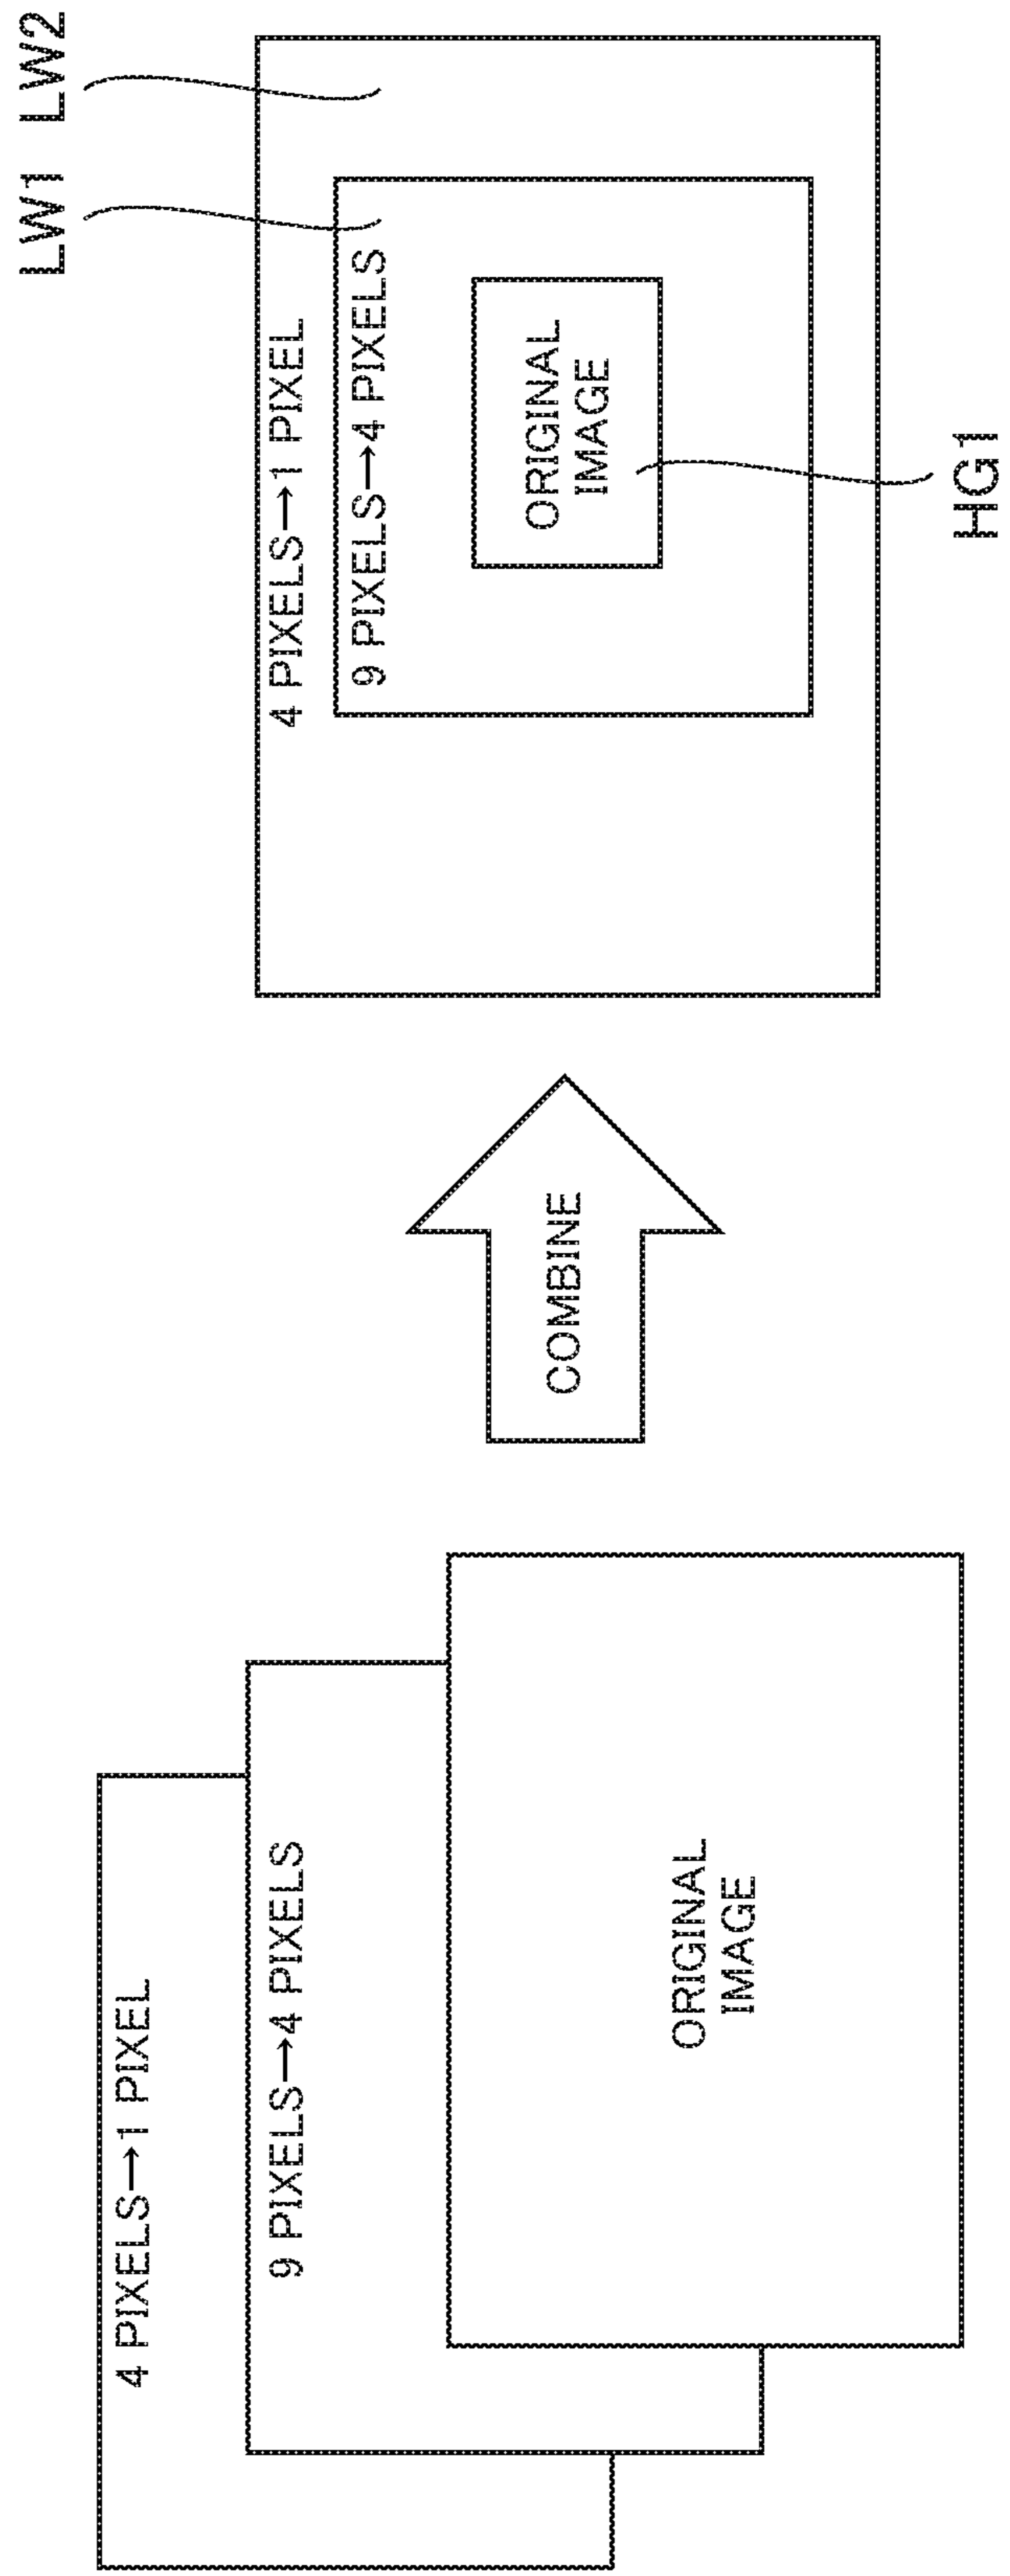 4 PIXELS→1 PIXEL
9 PIXELS→4 PIXELS
ORIGINAL
IMAGE
COMBINE
LW1
LW2
4 PIXELS→1 PIXEL
9 PIXELS→4 PIXELS
ORIGINAL
IMAGE
HG1